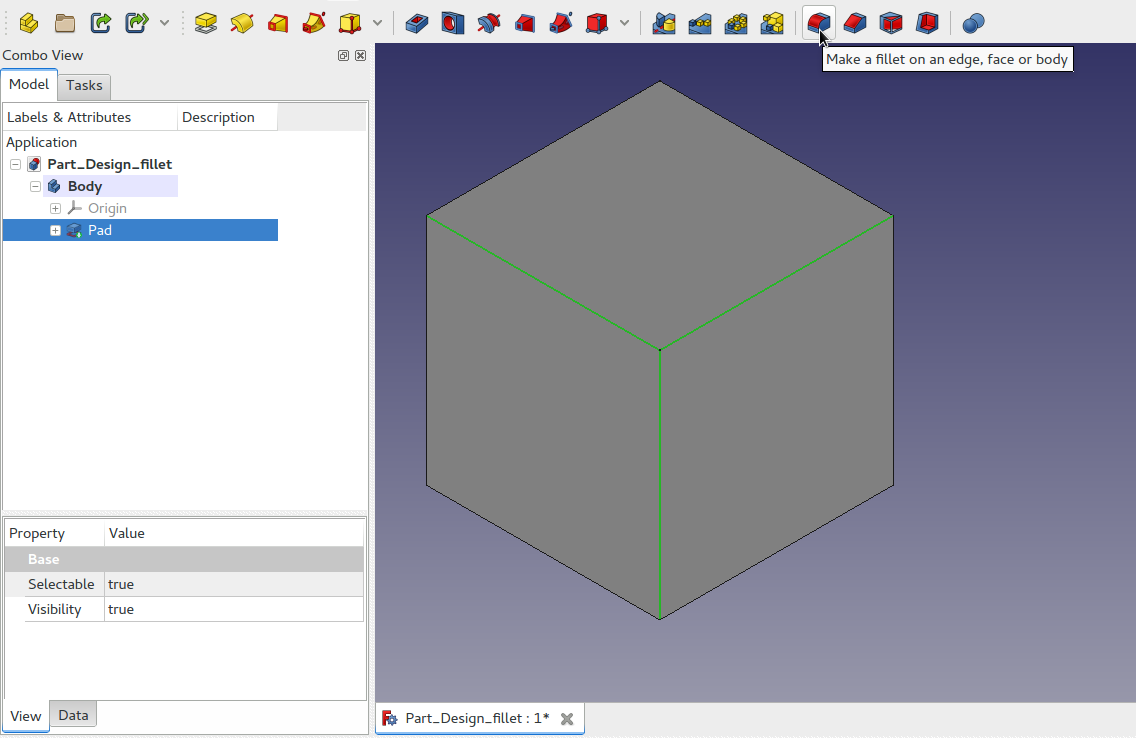 Make a fillet on an edge, face or body
Combo View
Model Tasks
Labels & Attributes Description
Application
Part_Design_fillet
Body
Origin
Pad
Property Value
Base
Selectable true
Visibility true
View Data
Part_Design_fillet : 1*